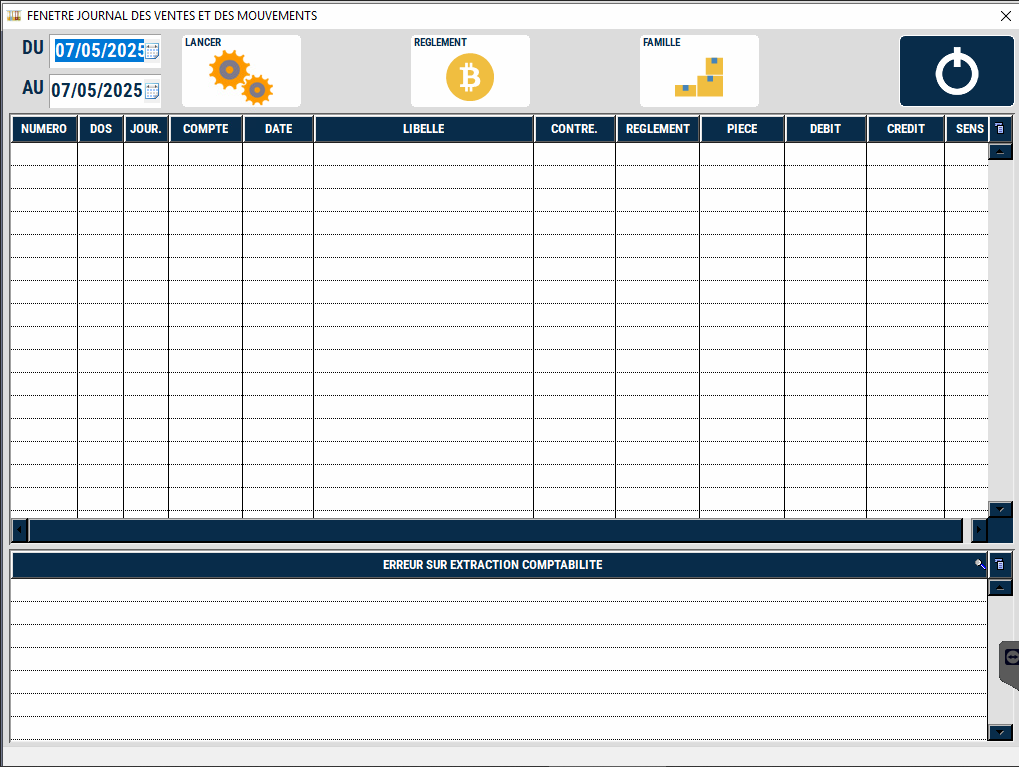 FENETRE JOURNAL DES VENTES ET DES MOUVEMENTS
DU 07/05/2025
AU 07/05/2025
LANCER
REGLEMENT
FAMILLE
NUMERO DOS JOUR. COMPTE DATE LIBELLE CONTRE. REGLEMENT PIECE DEBIT CREDIT SENS
ERREUR SUR EXTRACTION COMPTABILITE